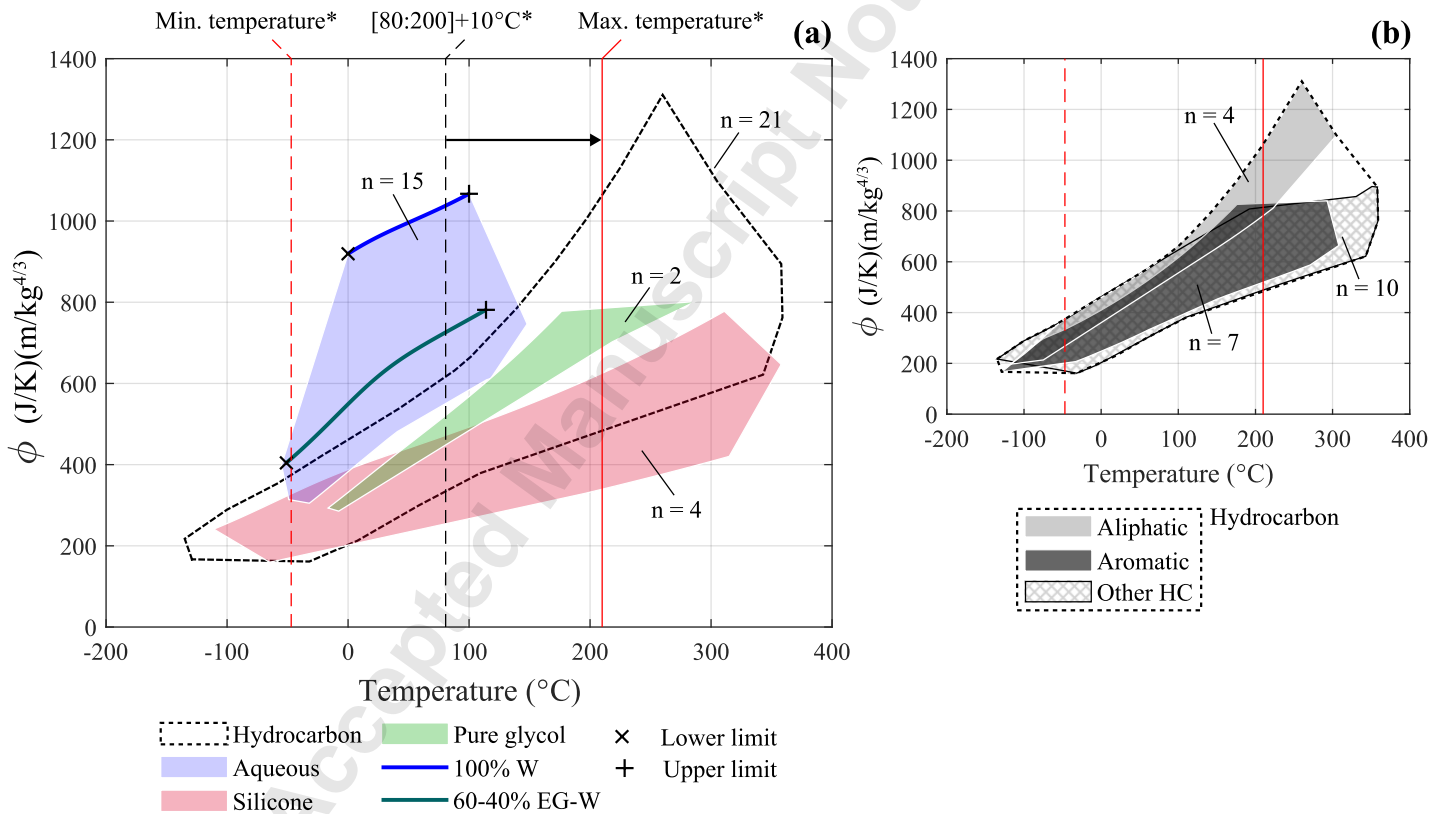 Min. temperature*
[80:200]+10°C*
Max. temperature*
(a)
n = 21
n = 15
n = 2
n = 4
1400
1200
1000
800
600
400
200
0
ϕ (J/K)(m/kg^4/3)
-200
-100
0
100
200
300
400
Temperature (°C)
Hydrocarbon
Aqueous
Silicone
Pure glycol
100% W
60-40% EG-W
Lower limit
Upper limit
(b)
n = 4
n = 10
n = 7
1400
1200
1000
800
600
400
200
0
ϕ (J/K)(m/kg^4/3)
-200
-100
0
100
200
300
400
Temperature (°C)
Hydrocarbon
Aliphatic
Aromatic
Other HC
Accepted Manuscript No